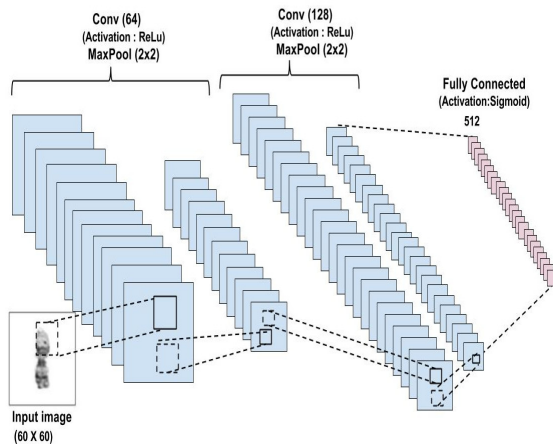 Conv (64)
(Activation : ReLu)
MaxPool (2x2)
Conv (128)
(Activation : ReLu)
MaxPool (2x2)
Fully Connected
(Activation:Sigmoid)
512
Input image
(60 X 60)